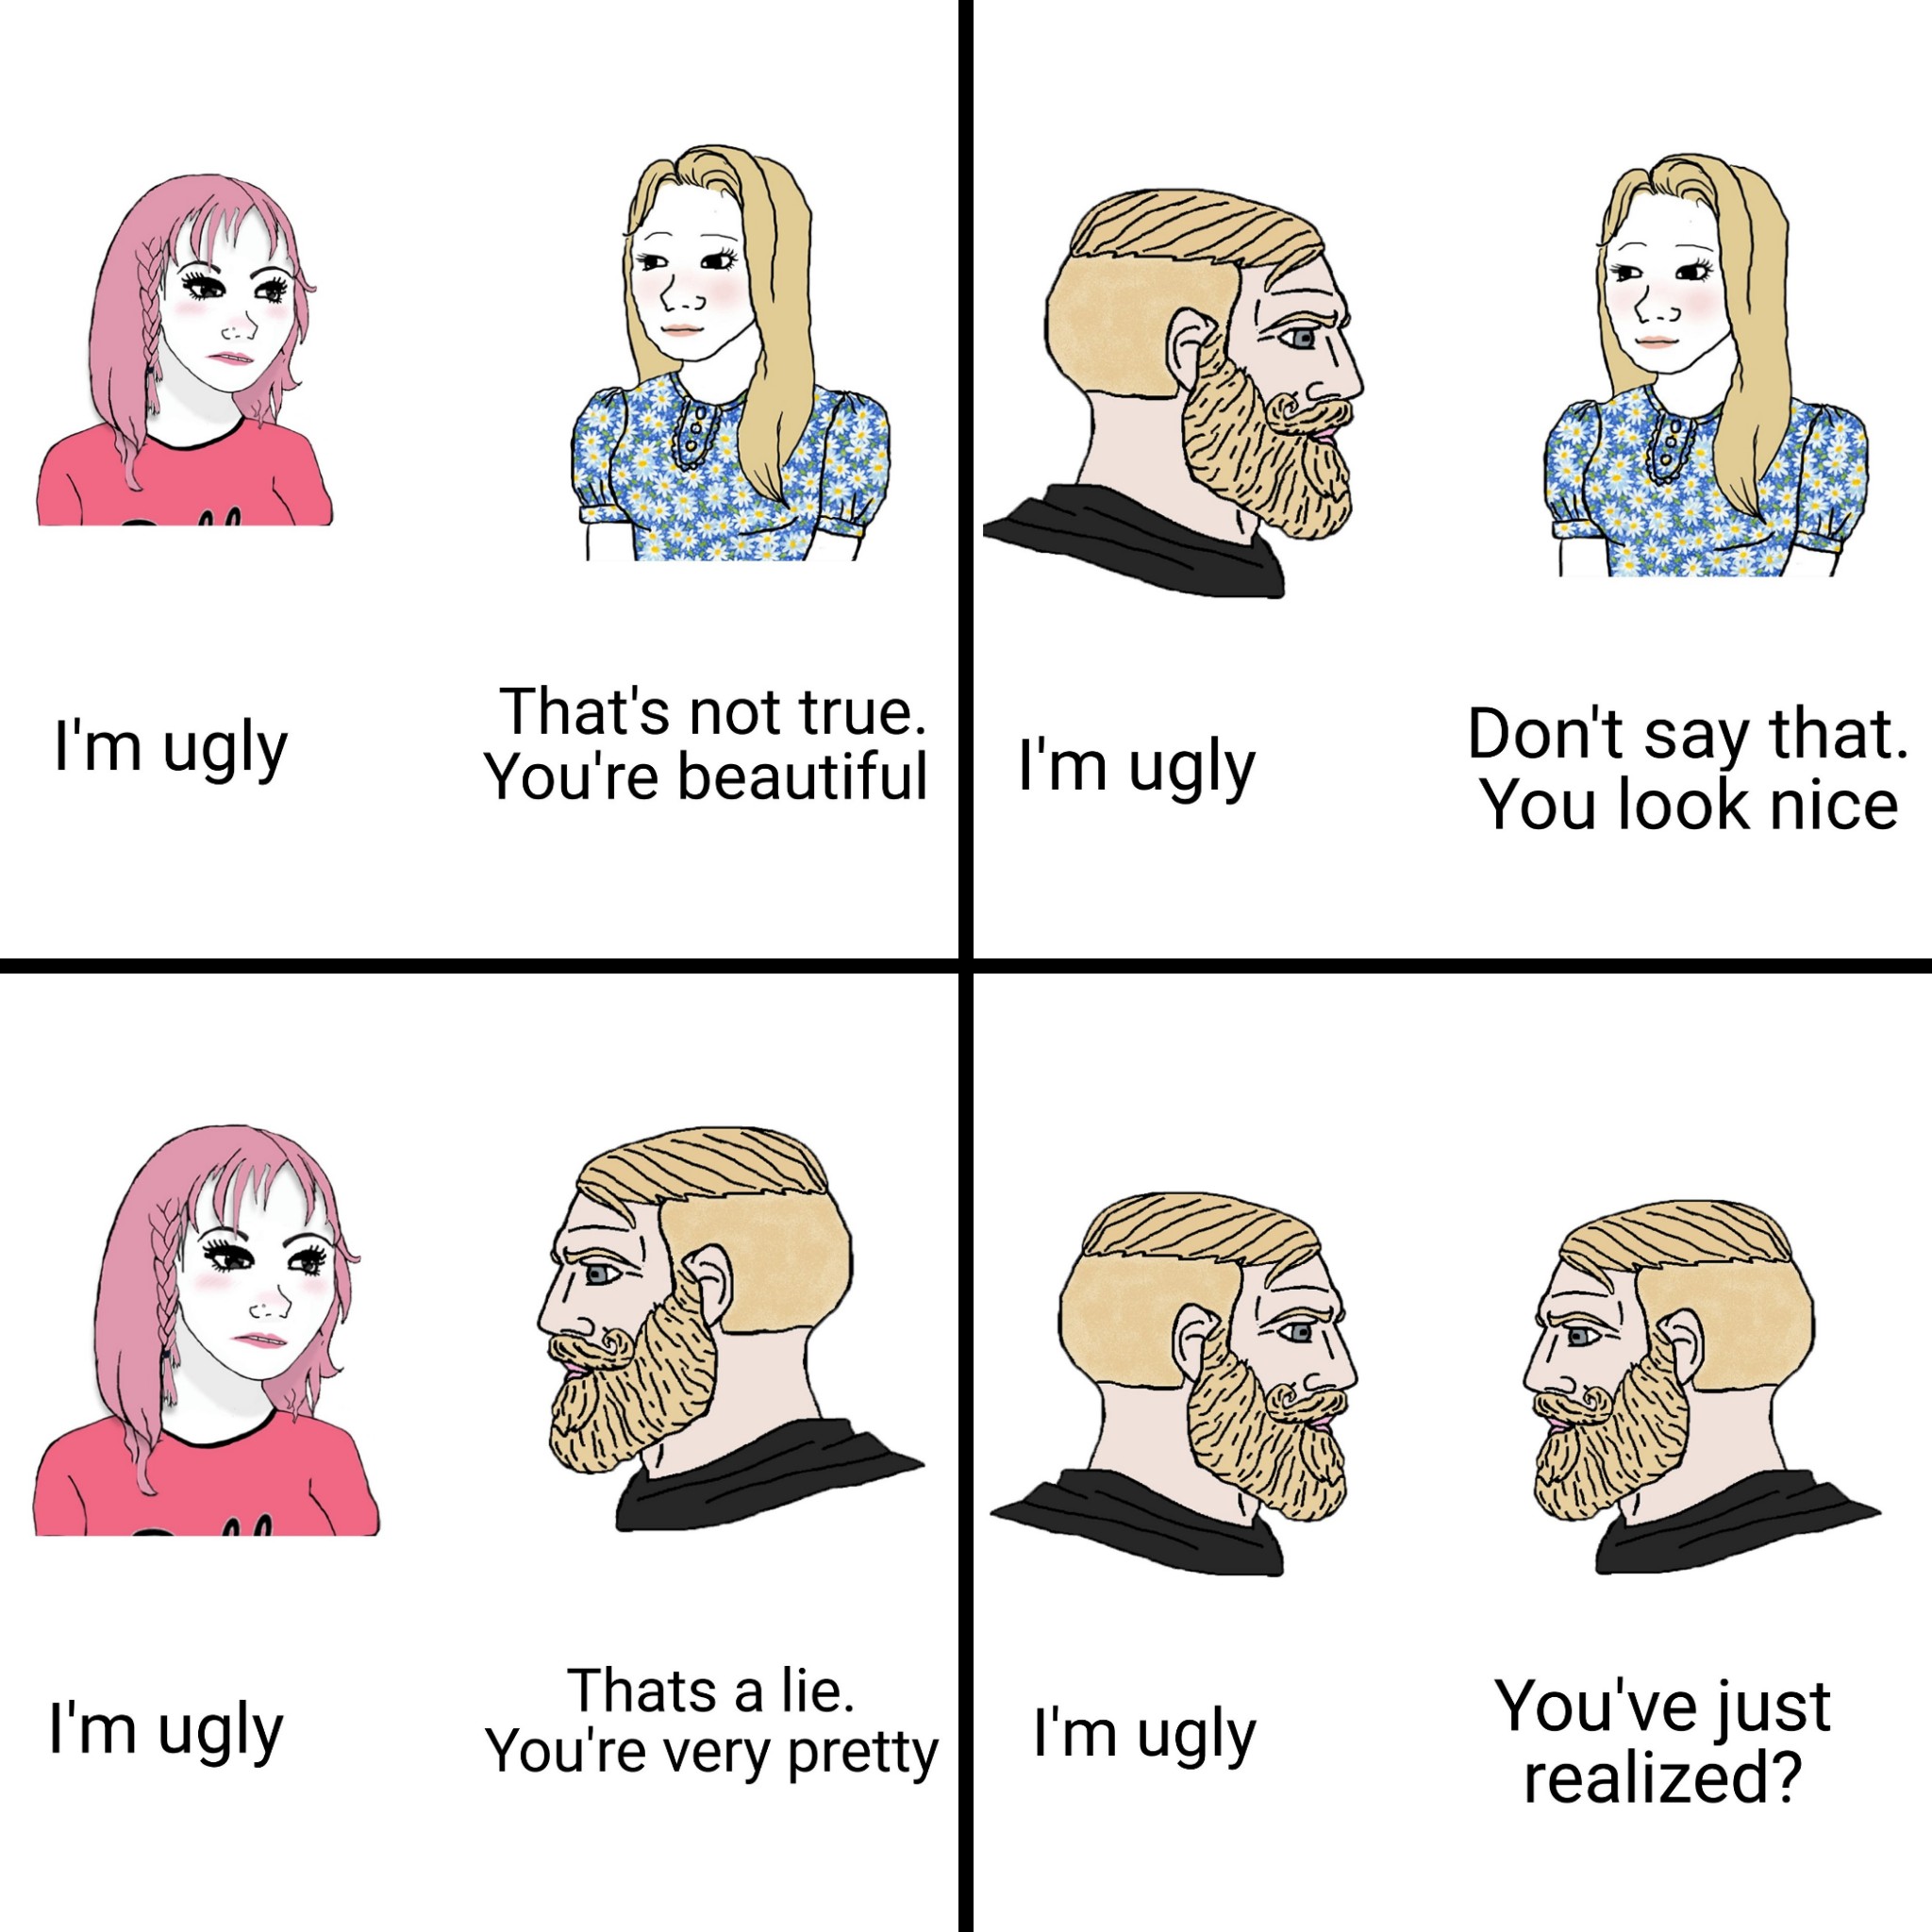 I'm ugly
That's not true.
You're beautiful
I'm ugly
Don't say that.
You look nice
I'm ugly
Thats a lie.
You're very pretty
I'm ugly
You've just
realized?